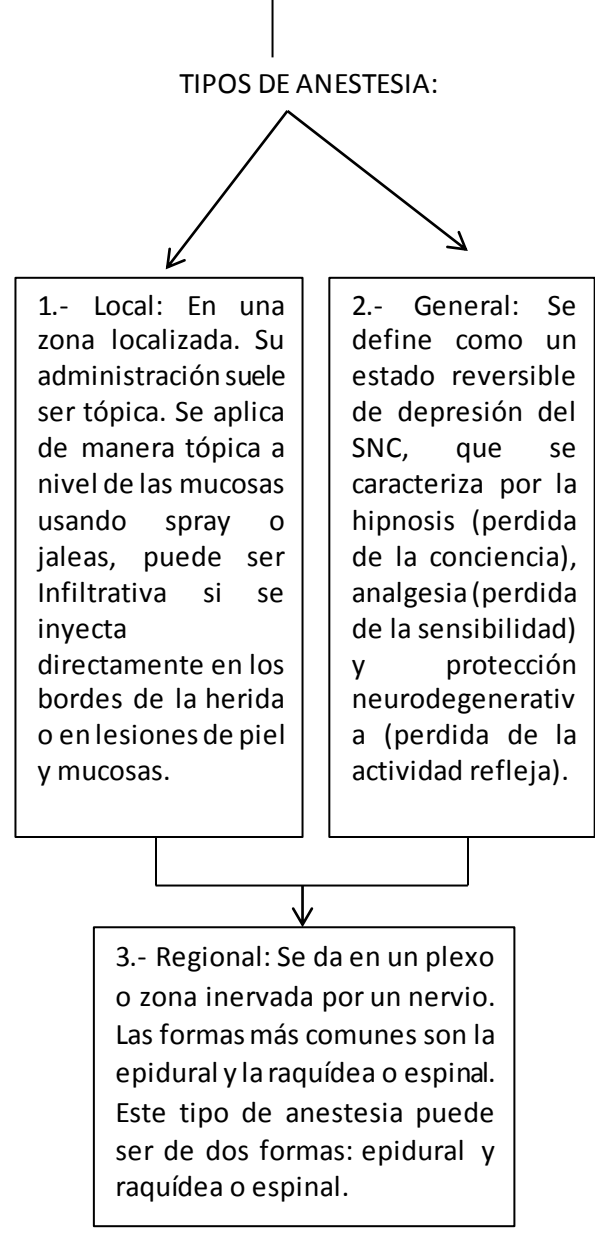 TIPOS DE ANESTESIA:
1.- Local: En una
zona localizada. Su
administración suele
ser tópica. Se aplica
de manera tópica a
nivel de las mucosas
usando spray o
jaleas, puede ser
Infiltrativa si se
inyecta
directamente en los
bordes de la herida
o en lesiones de piel
y mucosas.
2.- General: Se
define como un
estado reversible
de depresión del
SNC, que se
caracteriza por la
hipnosis (perdida
de la conciencia),
analgesia (perdida
de la sensibilidad)
y protección
neurodegenerativ
a (perdida de la
actividad refleja).
3.- Regional: Se da en un plexo
o zona inervada por un nervio.
Las formas más comunes son la
epidural y la raquídea o espinal.
Este tipo de anestesia puede
ser de dos formas: epidural y
raquídea o espinal.